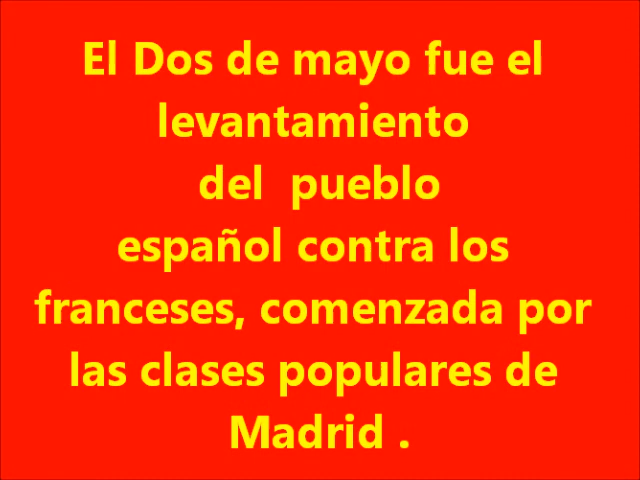 El Dos de mayo fue el
levantamiento
del  pueblo
español contra los
franceses, comenzada por
las clases populares de
Madrid .